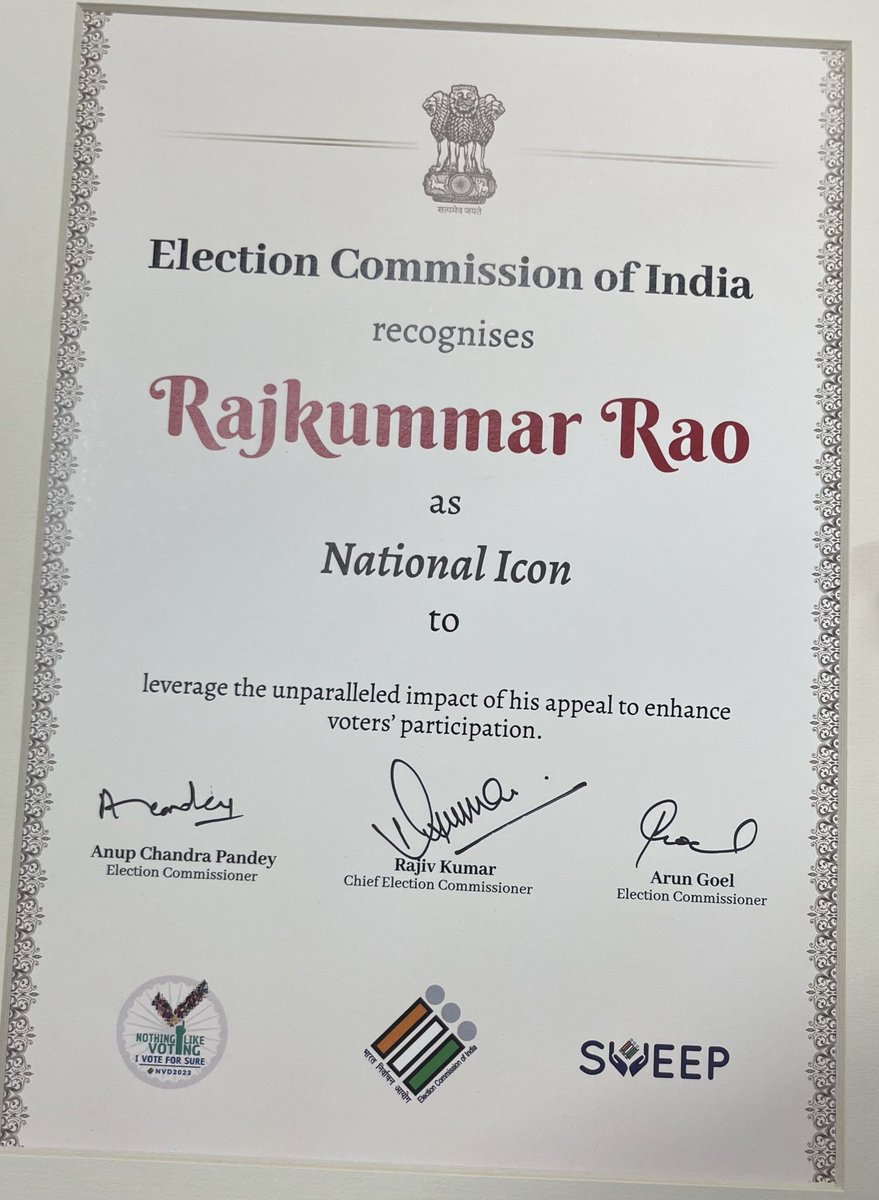 सत्यमेव जयते
Election Commission of India
recognises
Rajkummar Rao
as
National Icon
to
leverage the unparalleled impact of his appeal to enhance
voters' participation.
Anup Chandra Pandey
Election Commissioner
Rajiv Kumar
Chief Election Commissioner
Arun Goel
Election Commissioner
NOTHING LIKE
VOTING
I VOTE FOR SURE
NVD2023
भारत निर्वाचन आयोग
Election Commission of India
SWEEP